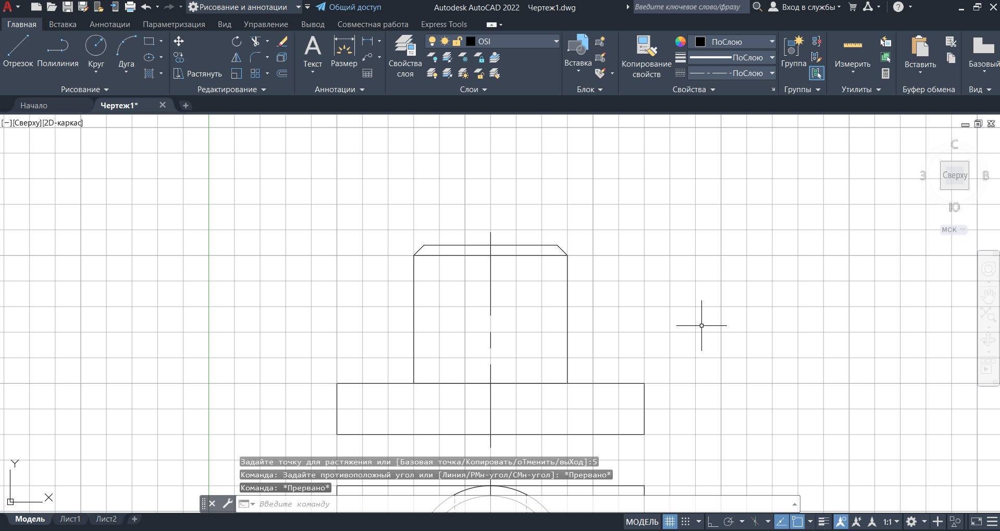 Рисование и аннотации
Общий доступ
Autodesk AutoCAD 2022 Чертеж1.dwg
Введите ключевое слово/фразу
Вход в службы
Главная Вставка Аннотации Параметризация Вид Управление Вывод Совместная работа Express Tools
Отрезок Полилиния Круг Дуга
Растянуть
Текст Размер
Свойства слоя
OSI
Вставка
Копирование свойств
ПоСлою
ПоСлою
ПоСлою
Группа
Измерить
Вставить
Базовый
Рисование Редактирование Аннотации Слои Блок Свойства Группы Утилиты Буфер обмена Вид
Начало Чертеж1*
[−][Сверху][2D-каркас]
С
З Сверху В
Ю
МСК
Y
X
Задайте точку для растяжения или [Базовая точка/Копировать/оТменить/выХод]:5
Команда: Задайте противоположный угол или [Линия/РМн-угол/СМн-угол]: *Прервано*
Команда: *Прервано*
Введите команду
Модель Лист1 Лист2
МОДЕЛЬ
1:1